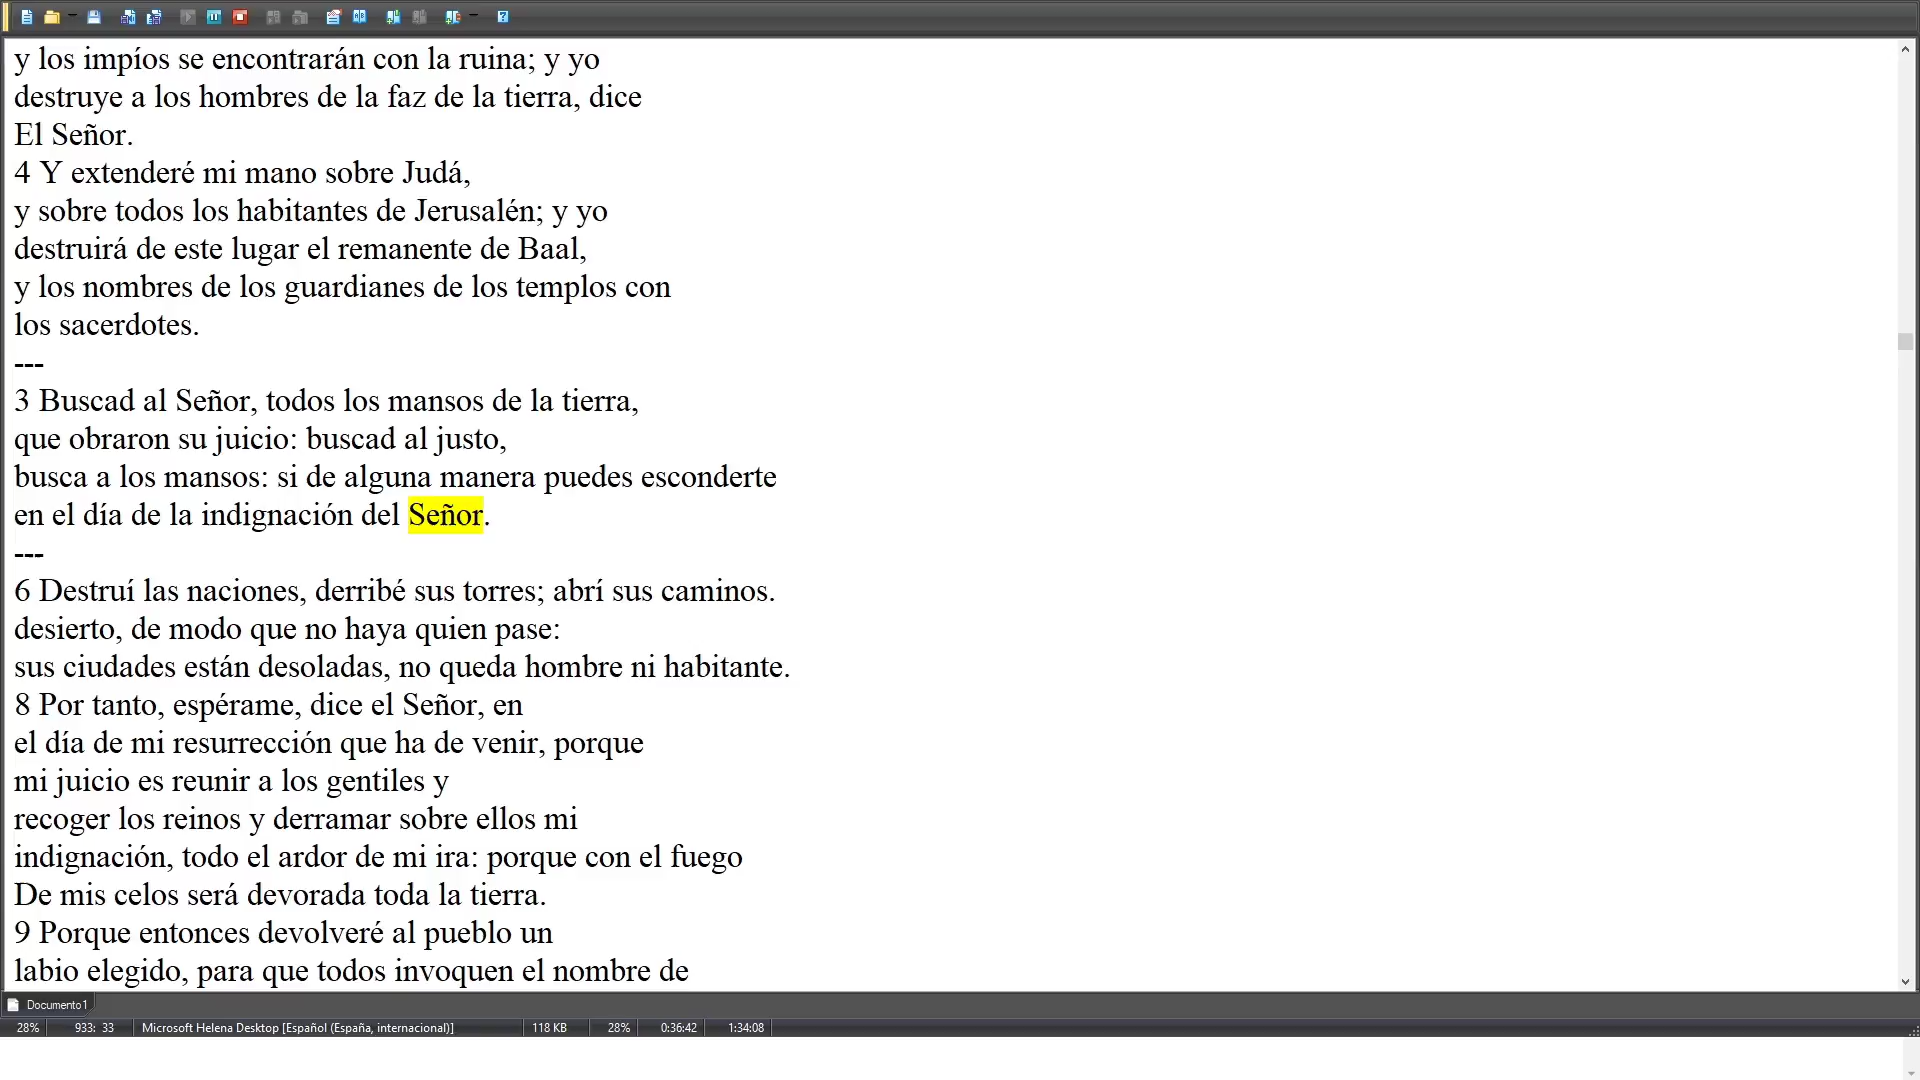 y los impíos se encontrarán con la ruina; y yo
destruye a los hombres de la faz de la tierra, dice
El Señor.
4 Y extenderé mi mano sobre Judá,
y sobre todos los habitantes de Jerusalén; y yo
destruirá de este lugar el remanente de Baal,
y los nombres de los guardianes de los templos con
los sacerdotes.
---
3 Buscad al Señor, todos los mansos de la tierra,
que obraron su juicio: buscad al justo,
busca a los mansos: si de alguna manera puedes esconderte
en el día de la indignación del Señor.
---
6 Destruí las naciones, derribé sus torres; abrí sus caminos.
desierto, de modo que no haya quien pase:
sus ciudades están desoladas, no queda hombre ni habitante.
8 Por tanto, espérame, dice el Señor, en
el día de mi resurrección que ha de venir, porque
mi juicio es reunir a los gentiles y
recoger los reinos y derramar sobre ellos mi
indignación, todo el ardor de mi ira: porque con el fuego
De mis celos será devorada toda la tierra.
9 Porque entonces devolveré al pueblo un
labio elegido, para que todos invoquen el nombre de
Documento1
28% 933: 33 Microsoft Helena Desktop [Español (España, internacional)] 118 KB 28% 0:36:42 1:34:08